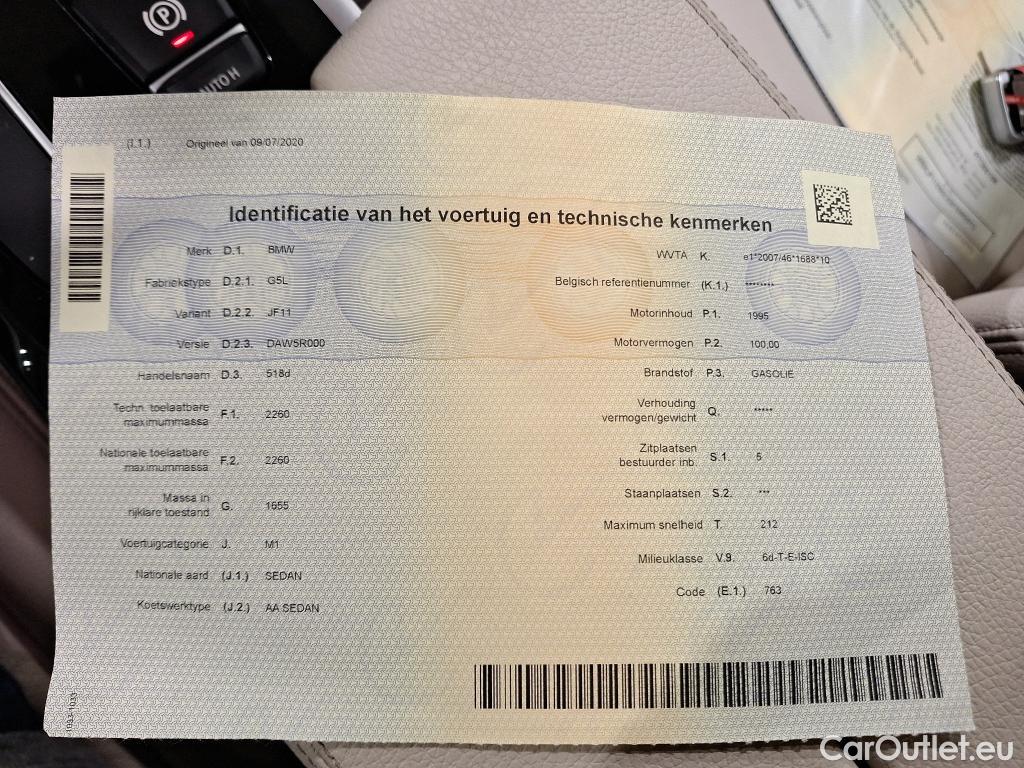 AUTO H
(I.1.) Origineel van 09/07/2020
Identificatie van het voertuig en technische kenmerken
Merk D.1. BMW
Fabriekstype D.2.1. G5L
Variant D.2.2. JF11
Versie D.2.3. DAW5R000
Handelsnaam D.3. 518d
Techn. toelaatbare
maximummassa F.1. 2260
Nationale toelaatbare
maximummassa F.2. 2260
Massa in
rijklare toestand G. 1655
Voertuigcategorie J. M1
Nationale aard (J.1.) SEDAN
Koetswerktype (J.2.) AA SEDAN
WVTA K. e1*2007/46*1688*10
Belgisch referentienummer (K.1.) ********
Motorinhoud P.1. 1995
Motorvermogen P.2. 100,00
Brandstof P.3. GASOLIE
Verhouding
vermogen/gewicht Q. *****
Zitplaatsen
bestuurder inb. S.1. 5
Staanplaatsen S.2. ***
Maximum snelheid T. 212
Milieuklasse V.9. 6d-T-E-ISC
Code (E.1.) 763
1033-1033
CarOutlet.eu